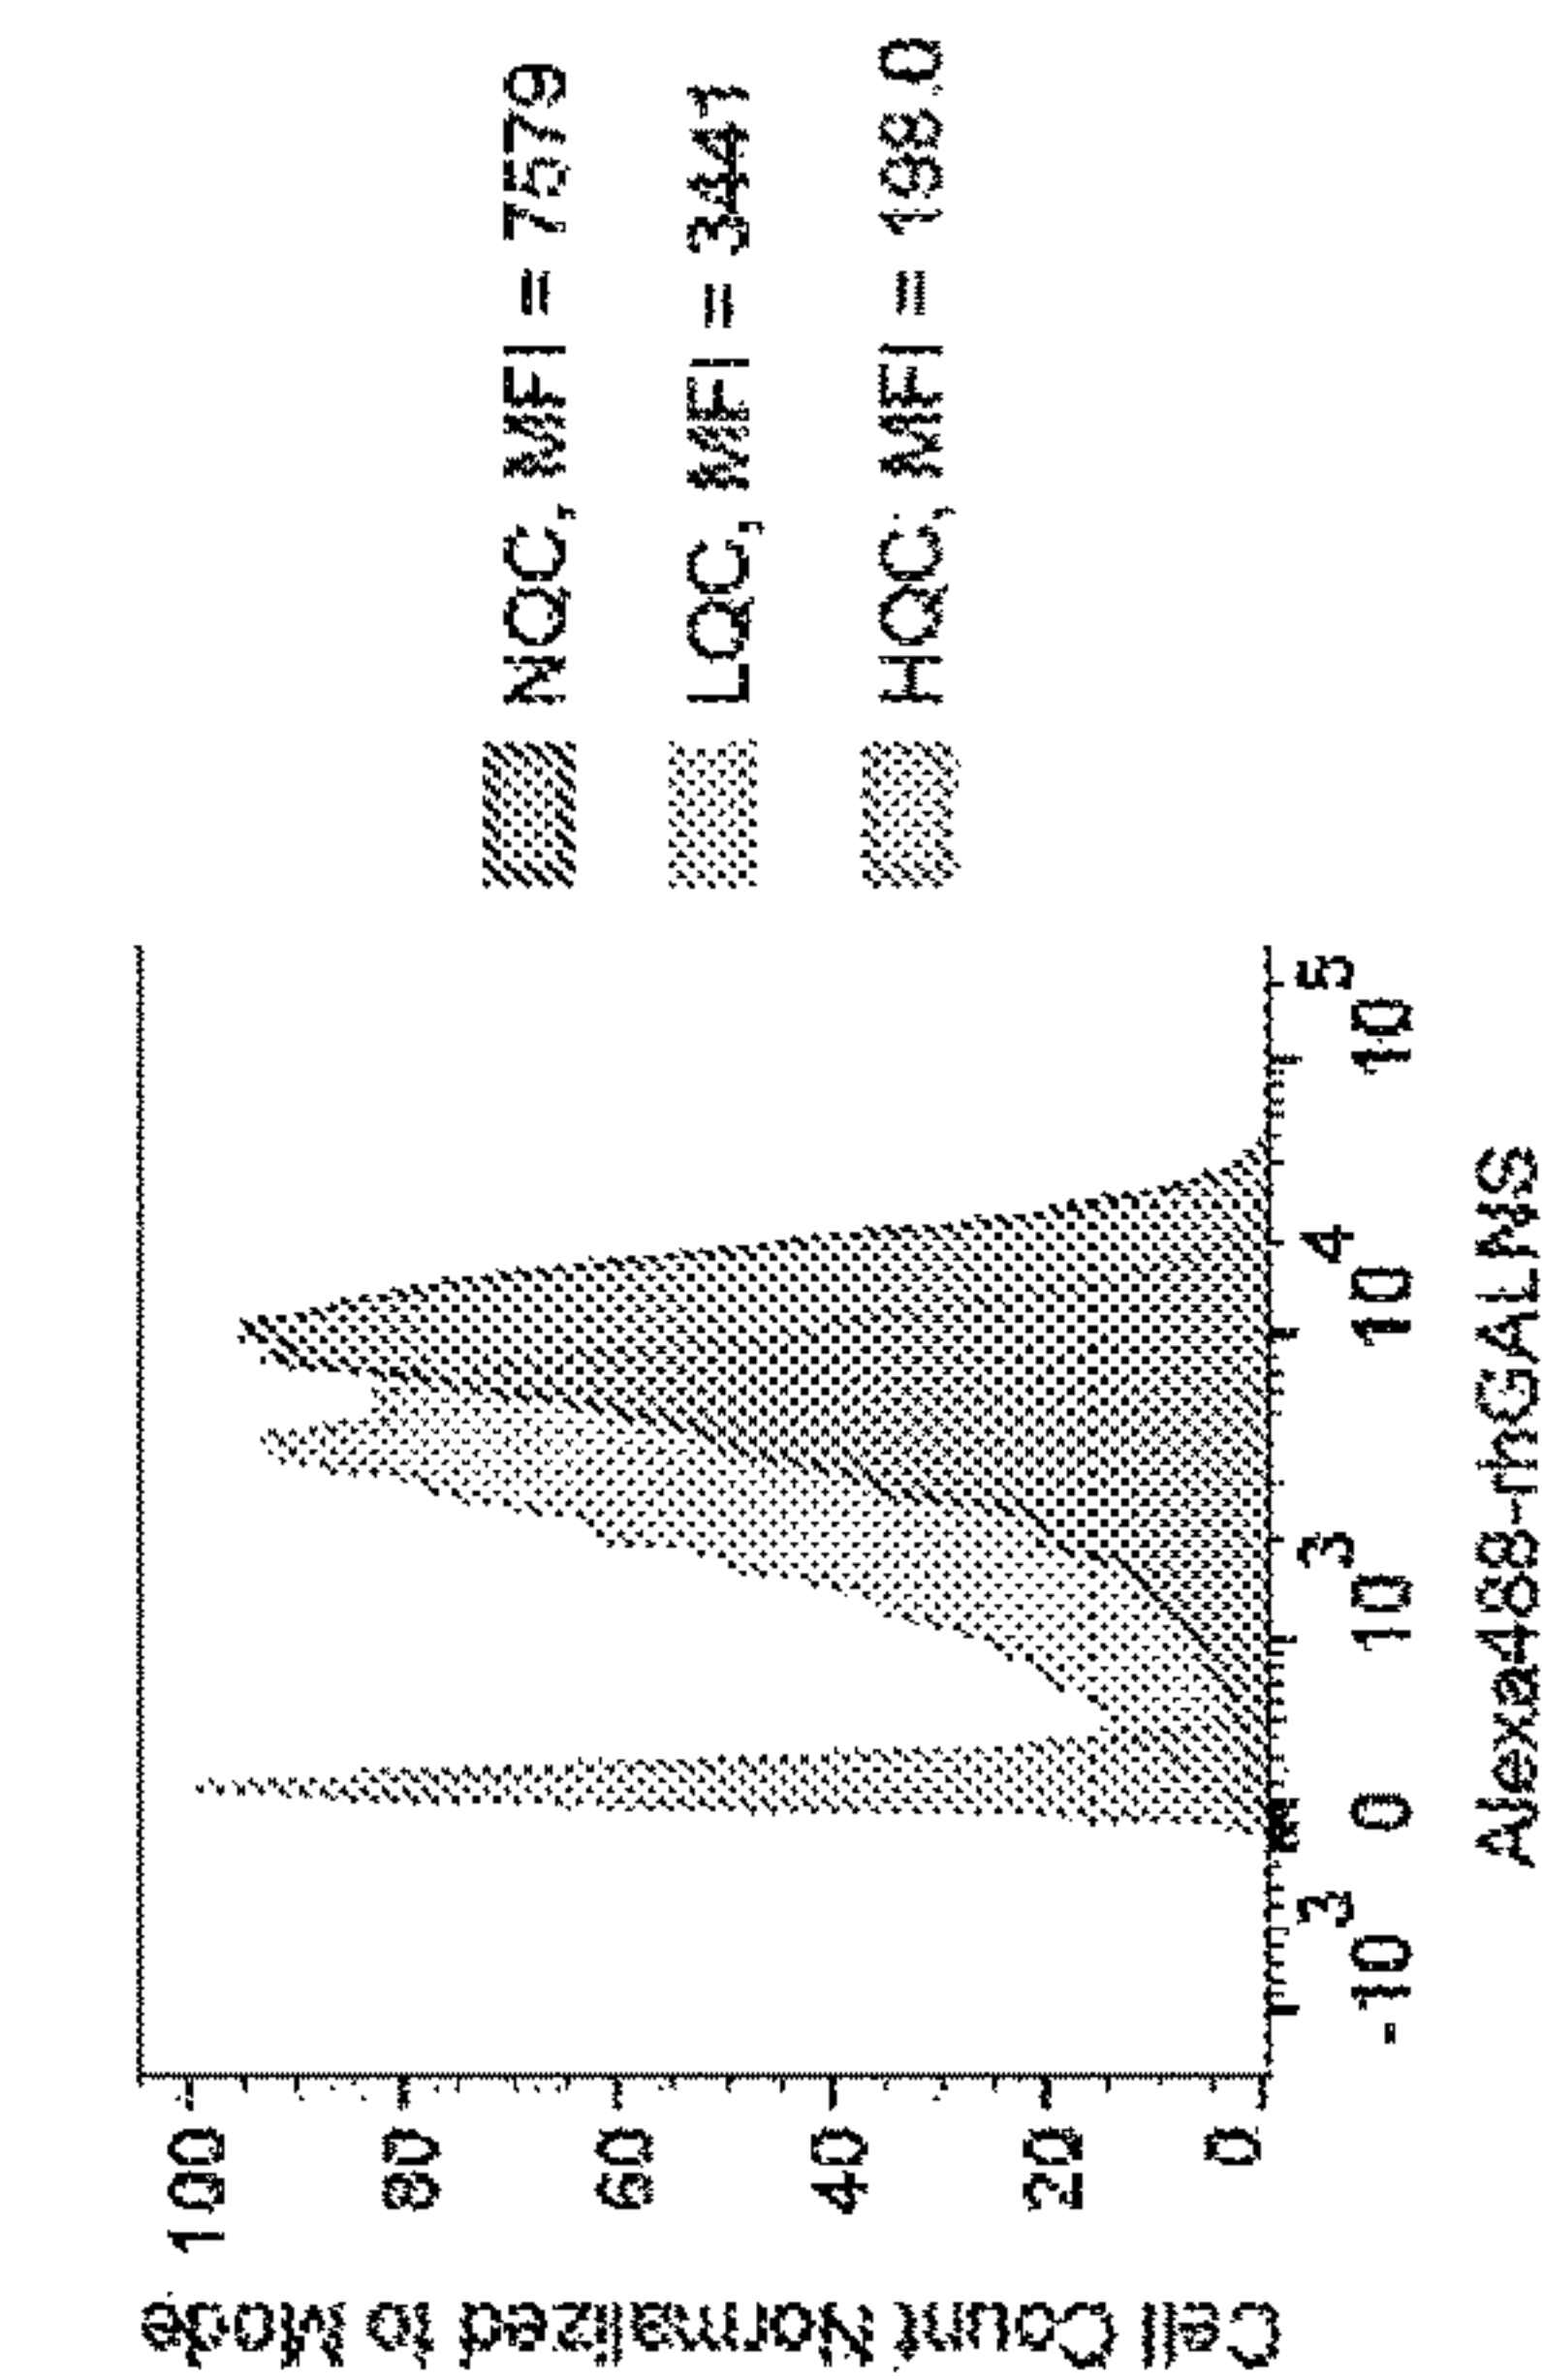 Cell Count Normalized to Mode
100
80
60
40
20
0
-10 3
0
10 3
10 4
10 5
Alexa488-rhGALNS
NQC, MFI = 7579
LQC, MFI = 3441
HQC, MFI = 198.0